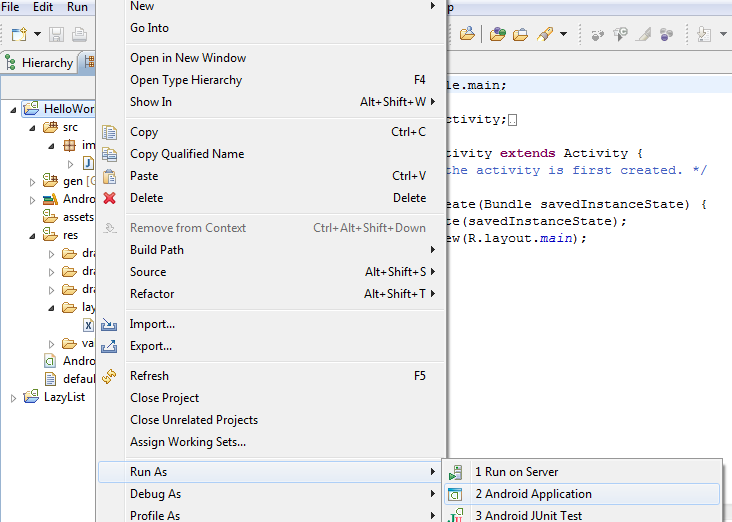 File Edit Run
p
Hierarchy
HelloWor
src
im
J
gen [G
Androi
assets
res
dra
dra
dra
lay
X
va
Andro
defaul
LazyList
New
Go Into
Open in New Window
Open Type Hierarchy F4
Show In Alt+Shift+W
Copy Ctrl+C
Copy Qualified Name
Paste Ctrl+V
Delete Delete
Remove from Context Ctrl+Alt+Shift+Down
Build Path
Source Alt+Shift+S
Refactor Alt+Shift+T
Import...
Export...
Refresh F5
Close Project
Close Unrelated Projects
Assign Working Sets...
Run As
Debug As
Profile As
1 Run on Server
2 Android Application
3 Android JUnit Test
le.main;
ctivity;
tivity extends Activity {
the activity is first created. */
eate(Bundle savedInstanceState) {
te(savedInstanceState);
ew(R.layout.main);